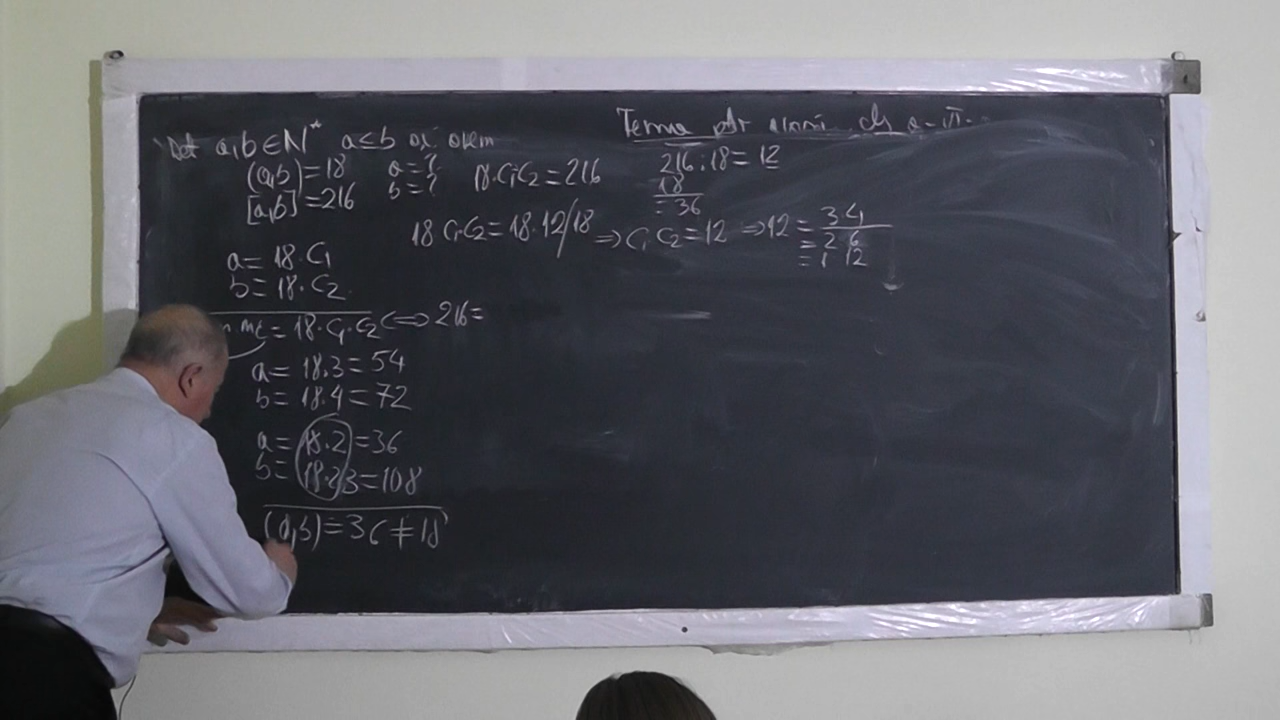 Det a,b∈N* a≤b
(a,b)=18 a=?
[a,b]=216 b=?
18·C₁C₂=216
18 C₁C₂=18·12/18 ⇒ C₁C₂=12 ⇒ 12=3·4
=2 6
=1 12
a=18·C₁
b=18·C₂
=18·C₁·C₂ ⇔ 216=
a=18·3=54
b=18·4=72
a=18·2=36
b=18·2·3=108
(a,b)=36≠18
Tema
216:18=12
18
=36